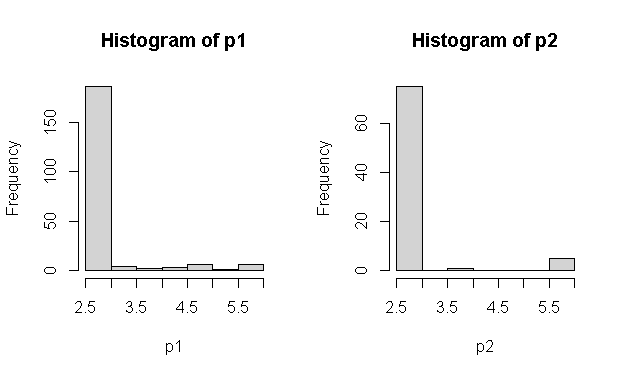 Histogram of p1
Frequency
0 50 100 150
2.5 3.5 4.5 5.5
p1
Histogram of p2
Frequency
0 20 40 60
2.5 3.5 4.5 5.5
p2